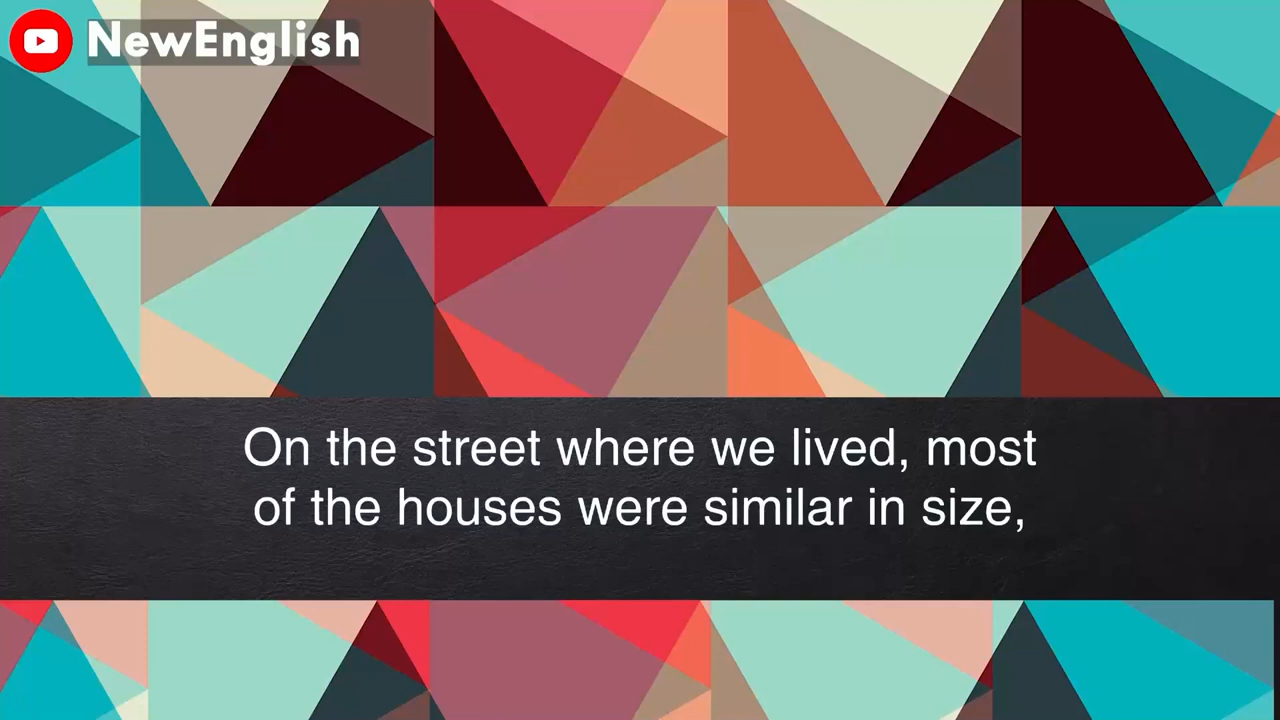 NewEnglish
On the street where we lived, most
of the houses were similar in size,